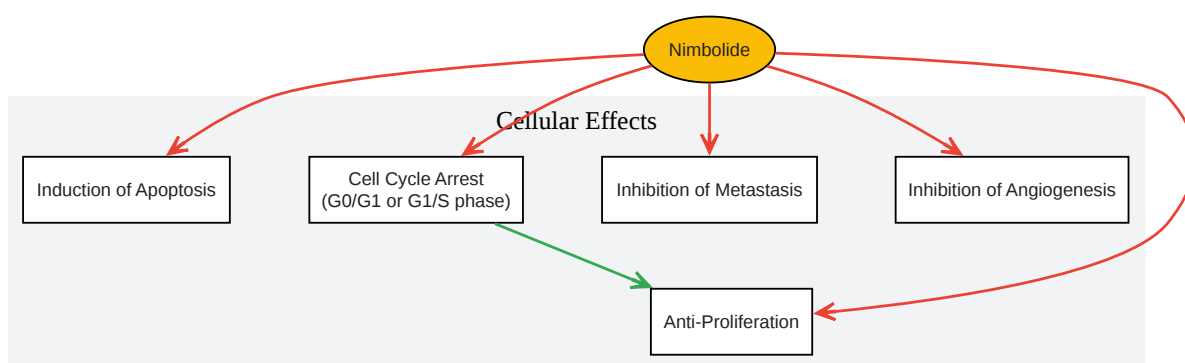 Nimbolide
Cellular Effects
Induction of Apoptosis
Cell Cycle Arrest
(G0/G1 or G1/S phase)
Inhibition of Metastasis
Inhibition of Angiogenesis
Anti-Proliferation